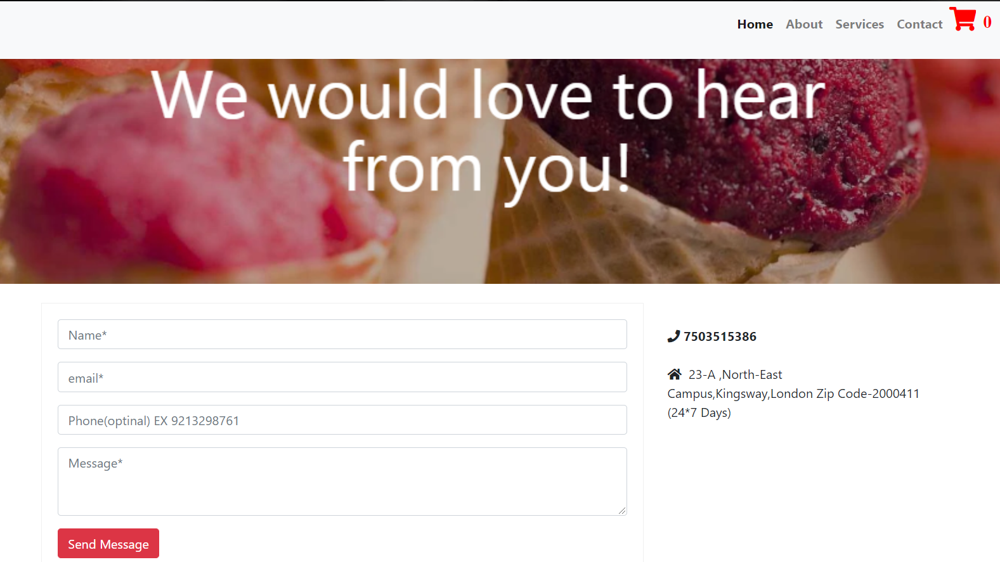 Home About Services Contact 0
We would love to hear
from you!
Name*
email*
Phone(optinal) EX 9213298761
Message*
Send Message
7503515386
23-A ,North-East
Campus,Kingsway,London Zip Code-2000411
(24*7 Days)